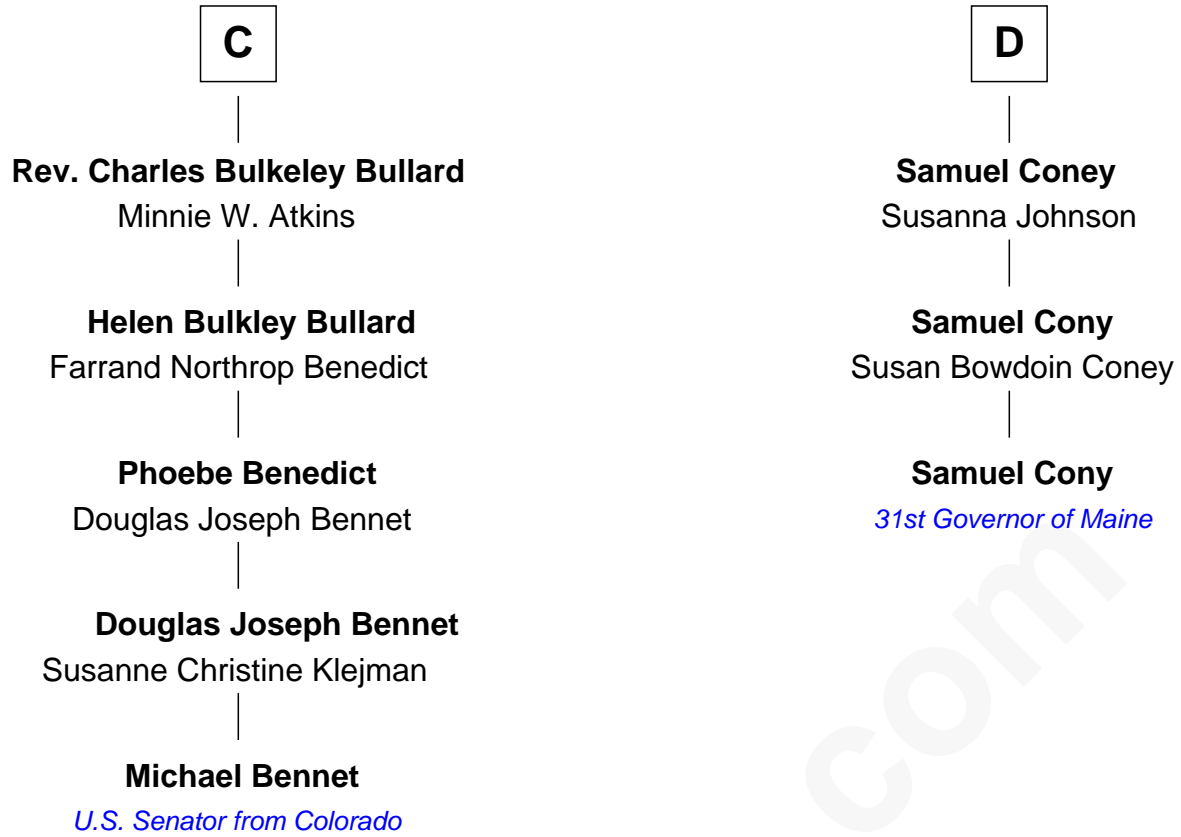 C
Rev. Charles Bulkeley Bullard
Minnie W. Atkins
Helen Bulkley Bullard
Farrand Northrop Benedict
Phoebe Benedict
Douglas Joseph Bennet
Douglas Joseph Bennet
Susanne Christine Klejman
Michael Bennet
U.S. Senator from Colorado
D
Samuel Coney
Susanna Johnson
Samuel Cony
Susan Bowdoin Coney
Samuel Cony
31st Governor of Maine
com